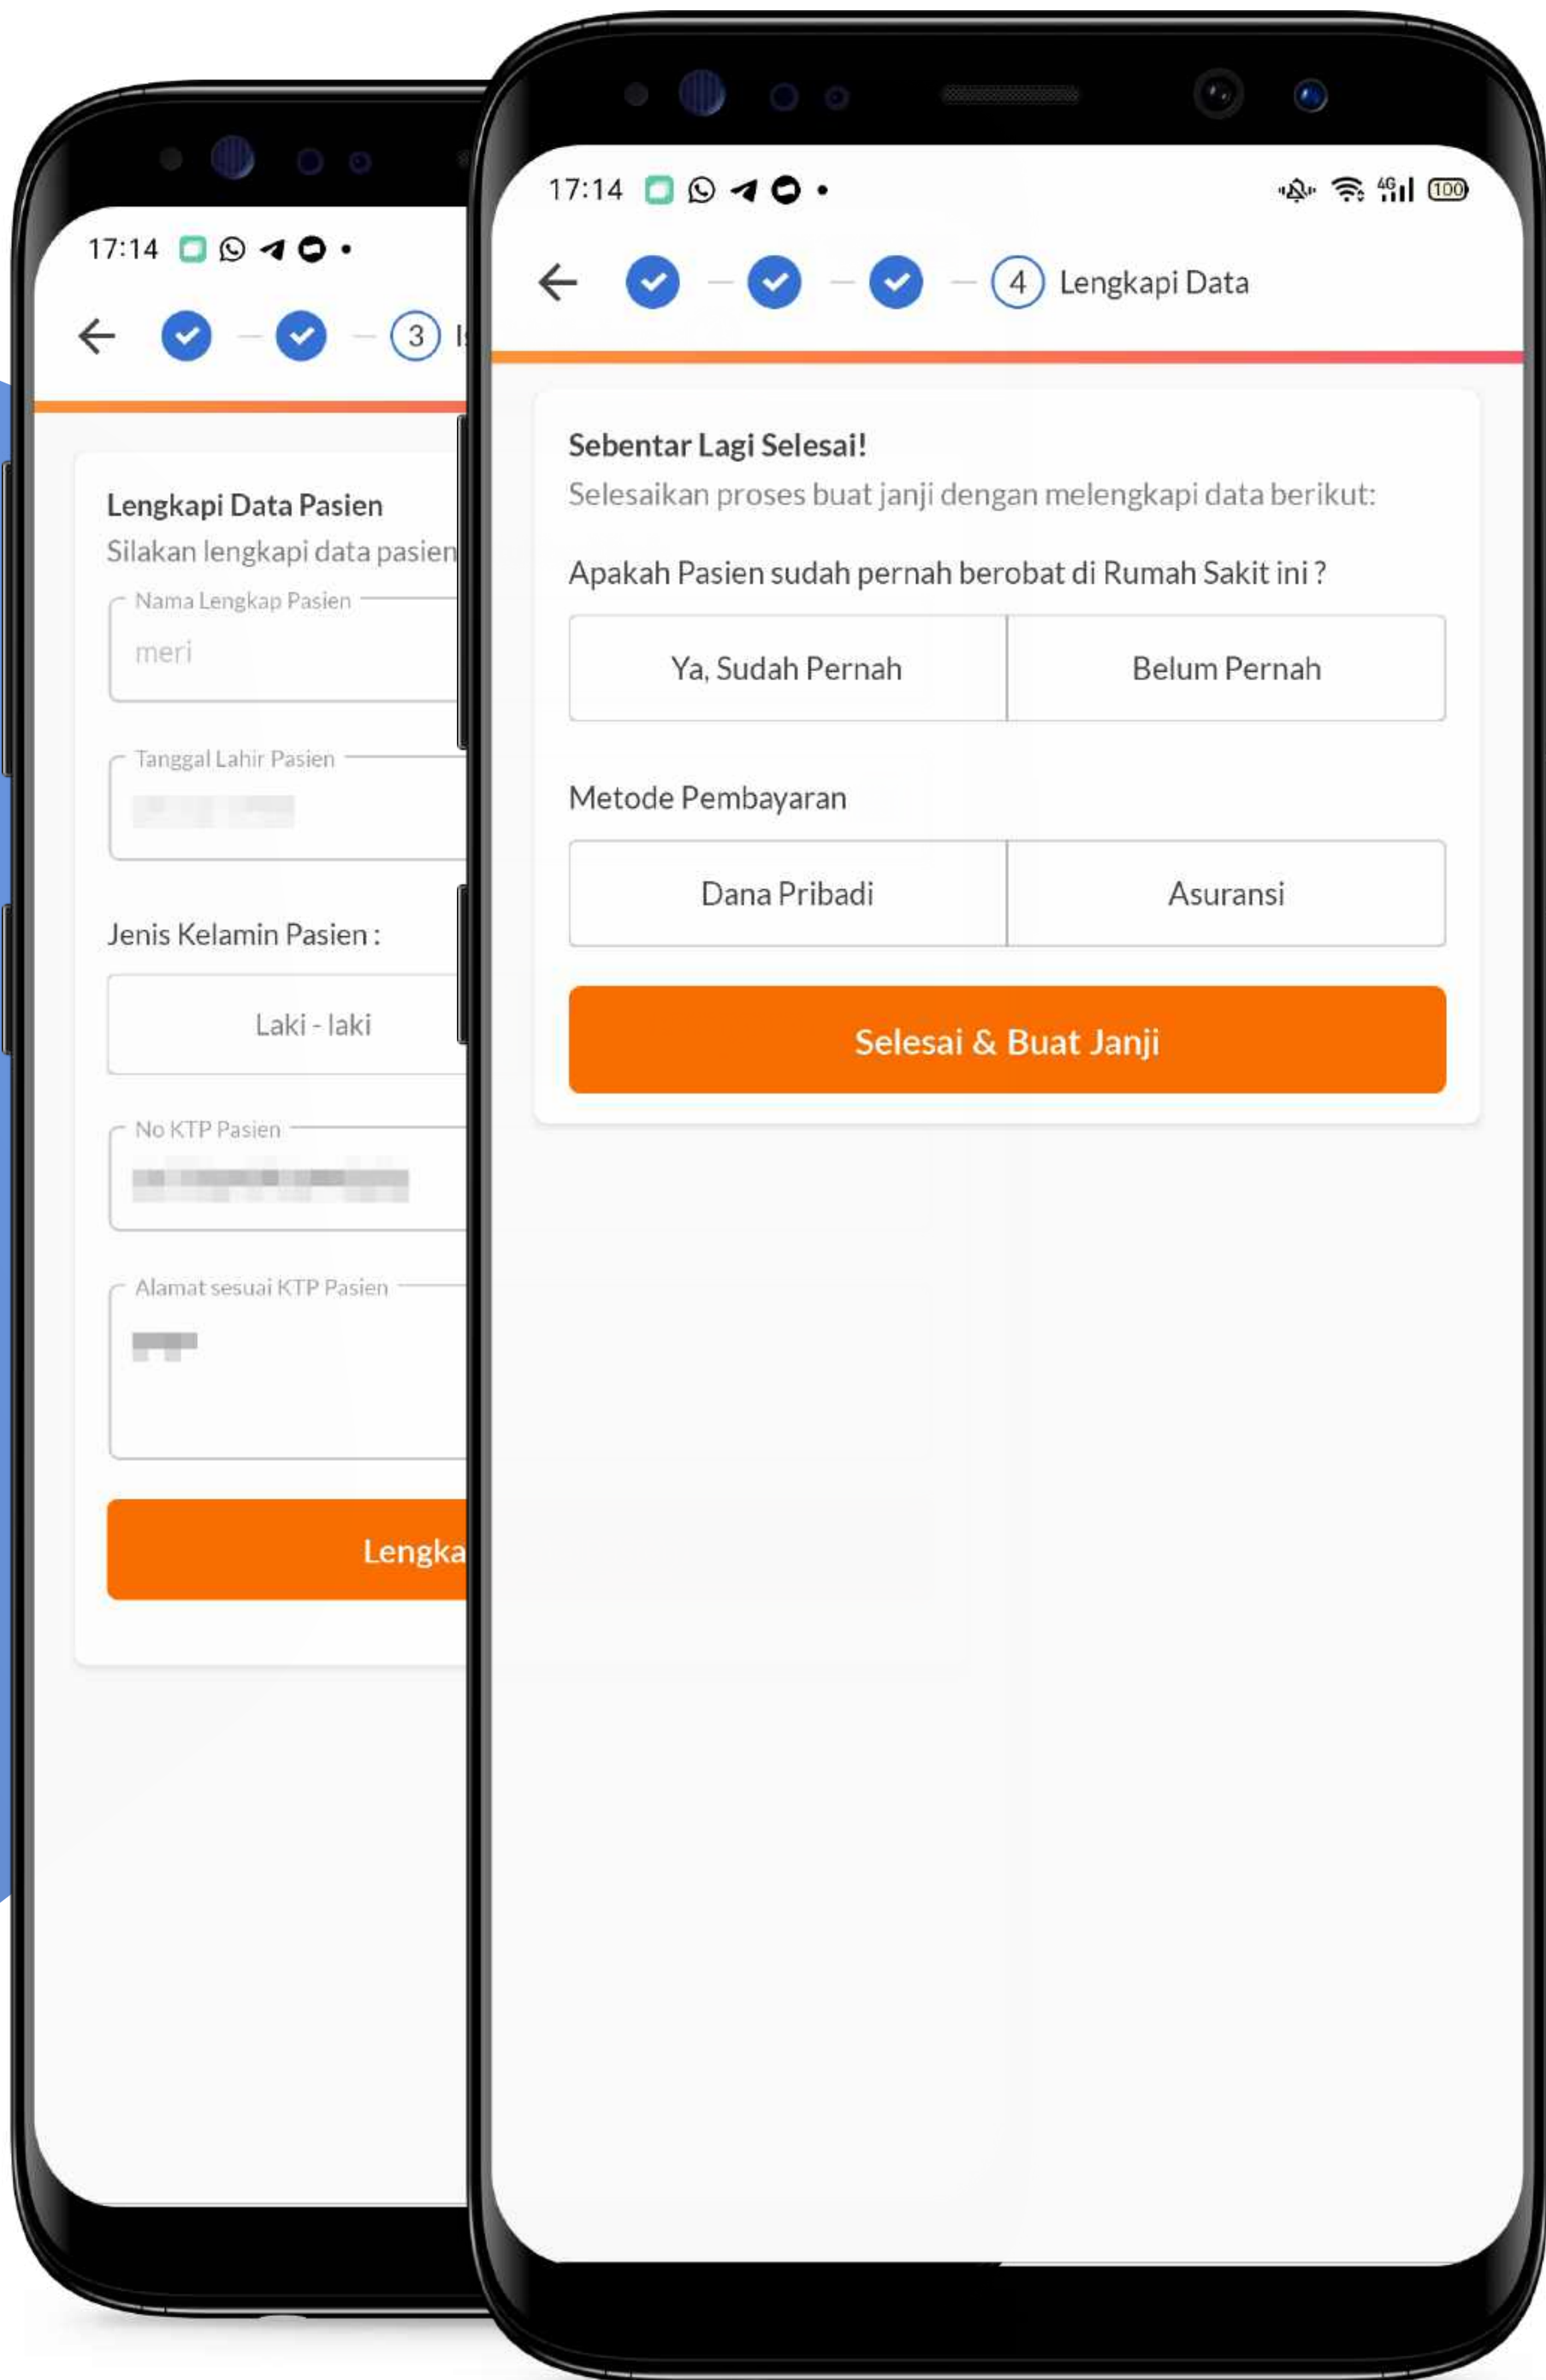 17:14
3
Lengkapi Data Pasien
Silakan lengkapi data pasien
Nama Lengkap Pasien
meri
Tanggal Lahir Pasien
Jenis Kelamin Pasien :
Laki - laki
No KTP Pasien
Alamat sesuai KTP Pasien
Lengka
17:14
4G
100
4 Lengkapi Data
Sebentar Lagi Selesai!
Selesaikan proses buat janji dengan melengkapi data berikut:
Apakah Pasien sudah pernah berobat di Rumah Sakit ini ?
Ya, Sudah Pernah
Belum Pernah
Metode Pembayaran
Dana Pribadi
Asuransi
Selesai & Buat Janji